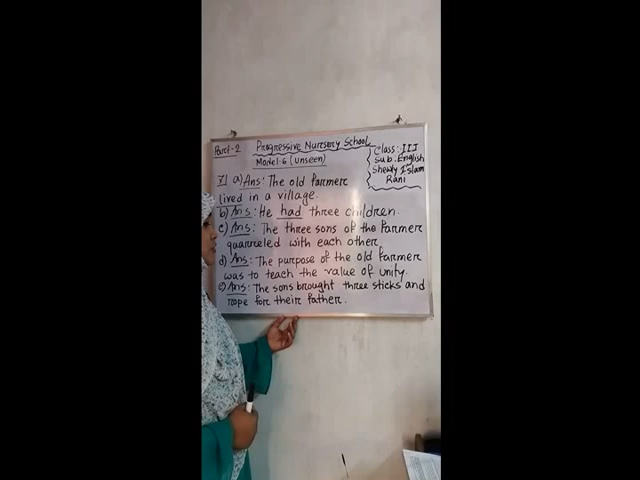 Part-2
Progressive Nursery School
Model: 6 (unseen)
Class: III
Sub: English
Shewly Islam
Rani
7| a) Ans: The old farmer
lived in a village.
b) Ans: He had three children.
c) Ans: The three sons of the farmer
quarreled with each other.
d) Ans: The purpose of the old farmer
was to teach the value of unity.
e) Ans: The sons brought three sticks and
rope for their father.